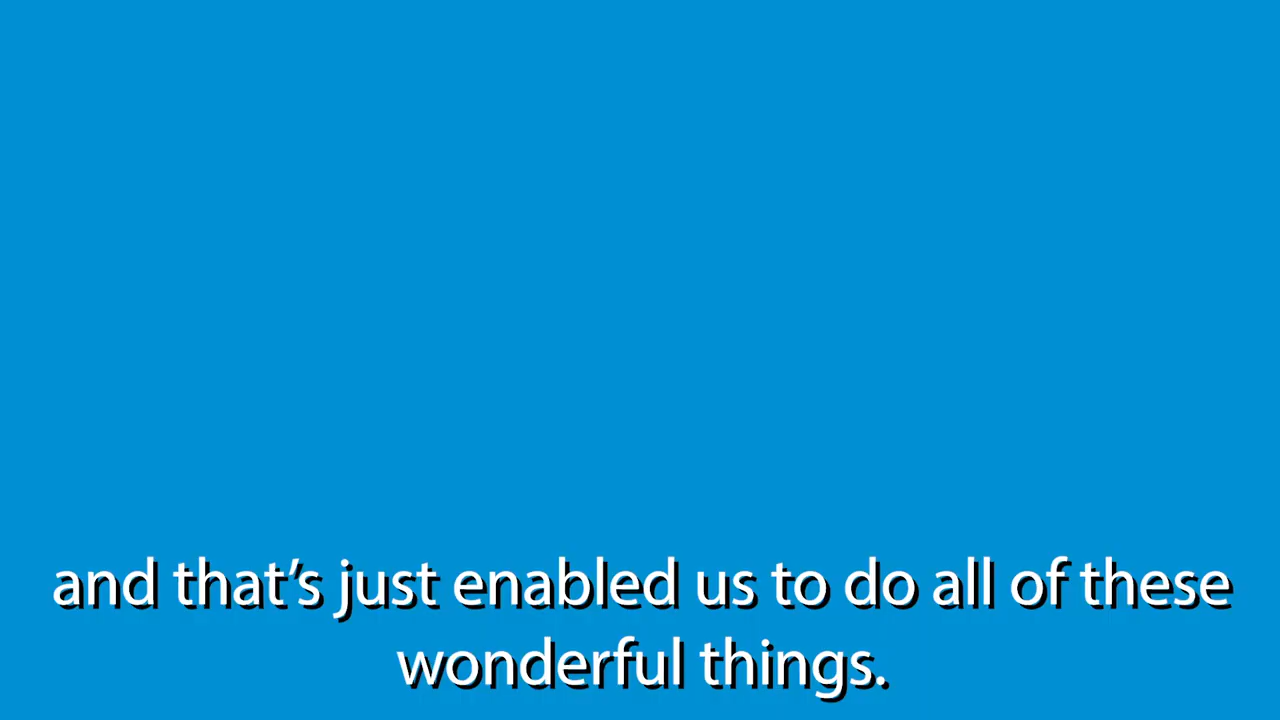 and that’s just enabled us to do all of these
wonderful things.